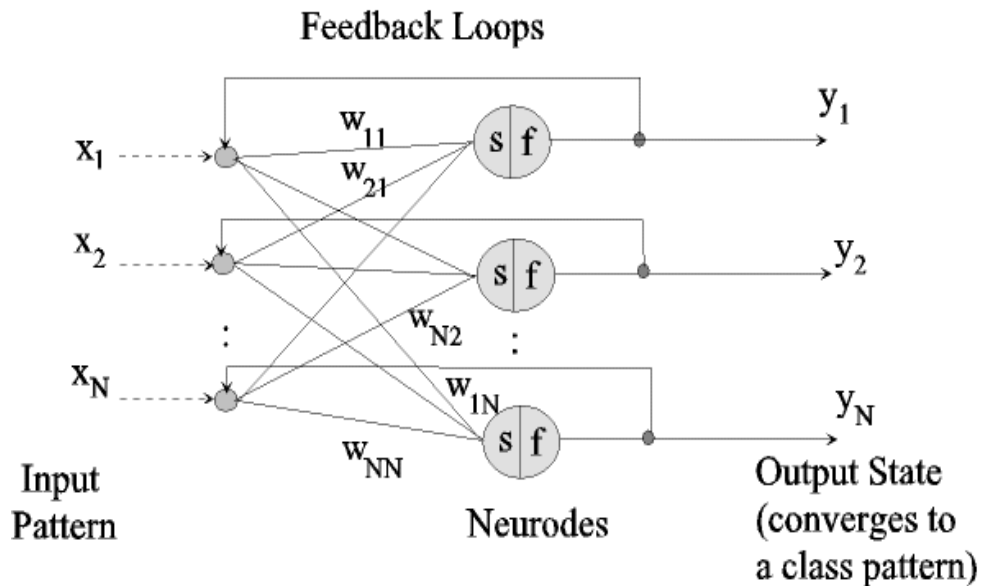 Feedback Loops
y1
w11
s f
x1
w21
x2
s f
y2
wN2
:
:
xN
w1N
yN
s f
wNN
Input
Pattern
Neurodes
Output State
(converges to
a class pattern)